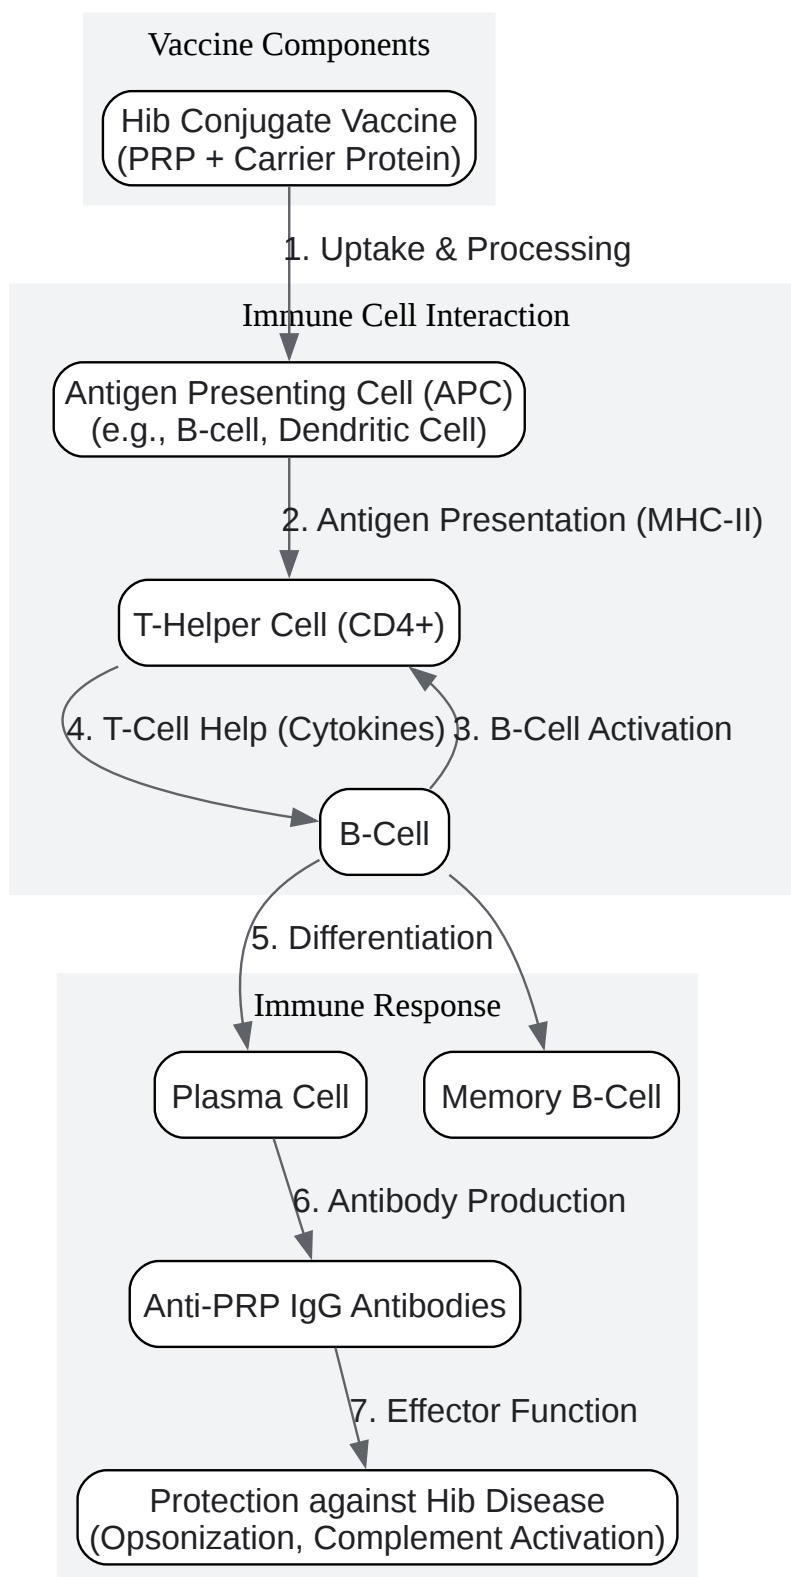 Vaccine Components
Hib Conjugate Vaccine
(PRP + Carrier Protein)
1. Uptake & Processing
Immune Cell Interaction
Antigen Presenting Cell (APC)
(e.g., B-cell, Dendritic Cell)
2. Antigen Presentation (MHC-II)
T-Helper Cell (CD4+)
4. T-Cell Help (Cytokines)
3. B-Cell Activation
B-Cell
5. Differentiation
Immune Response
Plasma Cell
Memory B-Cell
6. Antibody Production
Anti-PRP IgG Antibodies
7. Effector Function
Protection against Hib Disease
(Opsonization, Complement Activation)